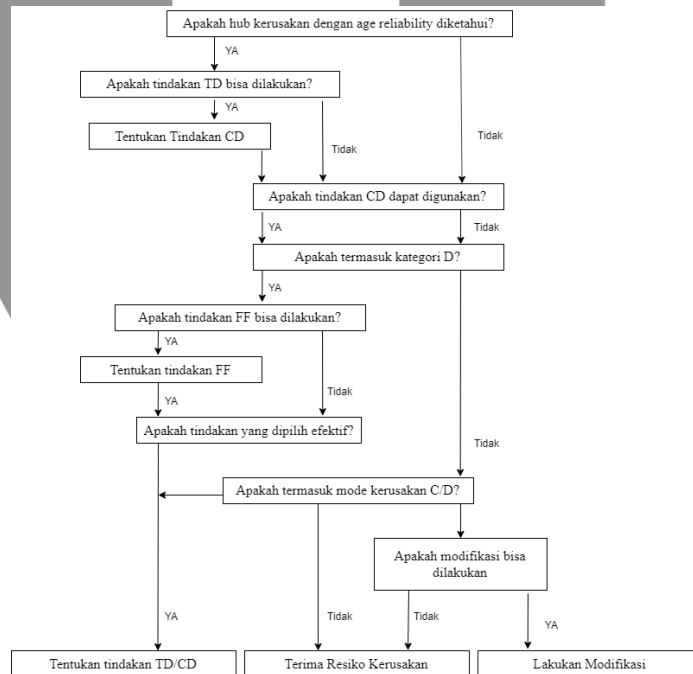 Apakah hub kerusakan dengan age reliability diketahui?
YA
Apakah tindakan TD bisa dilakukan?
YA
Tentukan Tindakan CD
Tidak
Tidak
Apakah tindakan CD dapat digunakan?
YA
Tidak
Apakah termasuk kategori D?
YA
Apakah tindakan FF bisa dilakukan?
YA
Tentukan tindakan FF
Tidak
YA
Apakah tindakan yang dipilih efektif?
Tidak
Apakah termasuk mode kerusakan C/D?
Apakah modifikasi bisa
dilakukan
YA
Tidak
Tidak
YA
Tentukan tindakan TD/CD
Terima Resiko Kerusakan
Lakukan Modifikasi